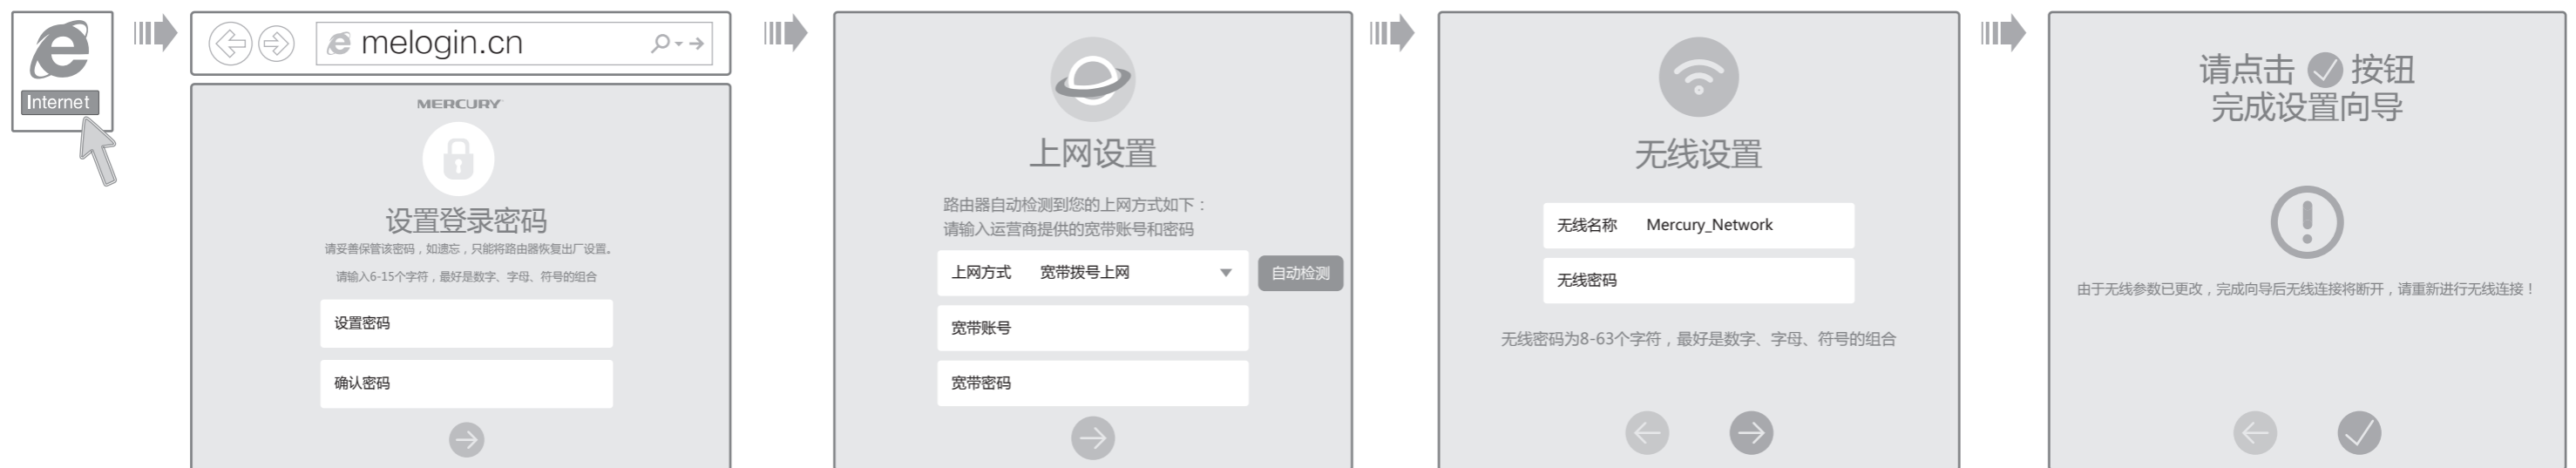 Internet
melogin.cn
MERCURY
设置登录密码
请妥善保管该密码，如遗忘，只能将路由器恢复出厂设置。
请输入6-15个字符，最好是数字、字母、符号的组合
设置密码
确认密码
上网设置
路由器自动检测到您的上网方式如下：
请输入运营商提供的宽带账号和密码
上网方式 宽带拨号上网 自动检测
宽带账号
宽带密码
无线设置
无线名称 Mercury_Network
无线密码
无线密码为8-63个字符，最好是数字、字母、符号的组合
请点击 按钮
完成设置向导
由于无线参数已更改，完成向导后无线连接将断开，请重新进行无线连接！